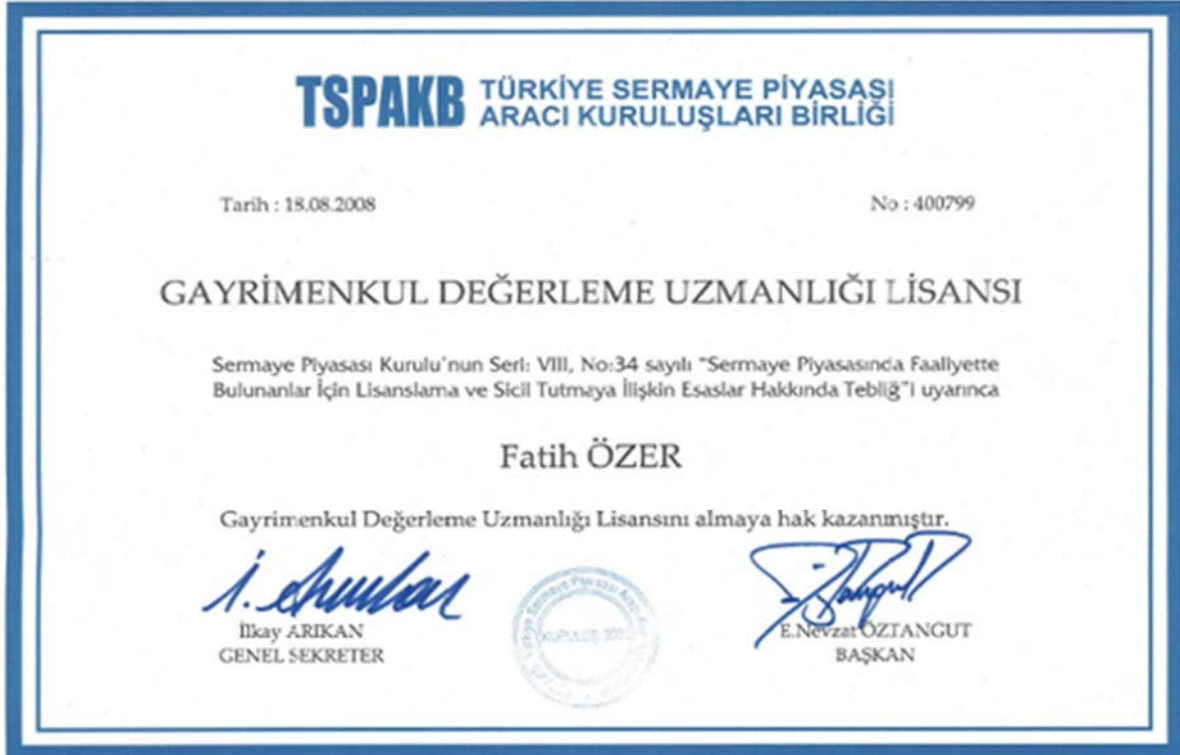 TSPAKB TÜRKİYE SERMAYE PİYASASI
ARACI KURULUŞLARI BİRLİĞİ
Tarih : 18.08.2008
No : 400799
GAYRİMENKUL DEĞERLEME UZMANLIĞI LİSANSI
Sermaye Piyasası Kurulu'nun Seri: VIII, No:34 sayılı "Sermaye Piyasasında Faaliyette
Bulunanlar İçin Lisanslama ve Sicil Tutmaya İlişkin Esaslar Hakkında Tebliğ"i uyarınca
Fatih ÖZER
Gayrimenkul Değerleme Uzmanlığı Lisansını almaya hak kazanmıştır.
İlkay ARIKAN
GENEL SEKRETER
E.Nevzat ÖZTANGUT
BAŞKAN